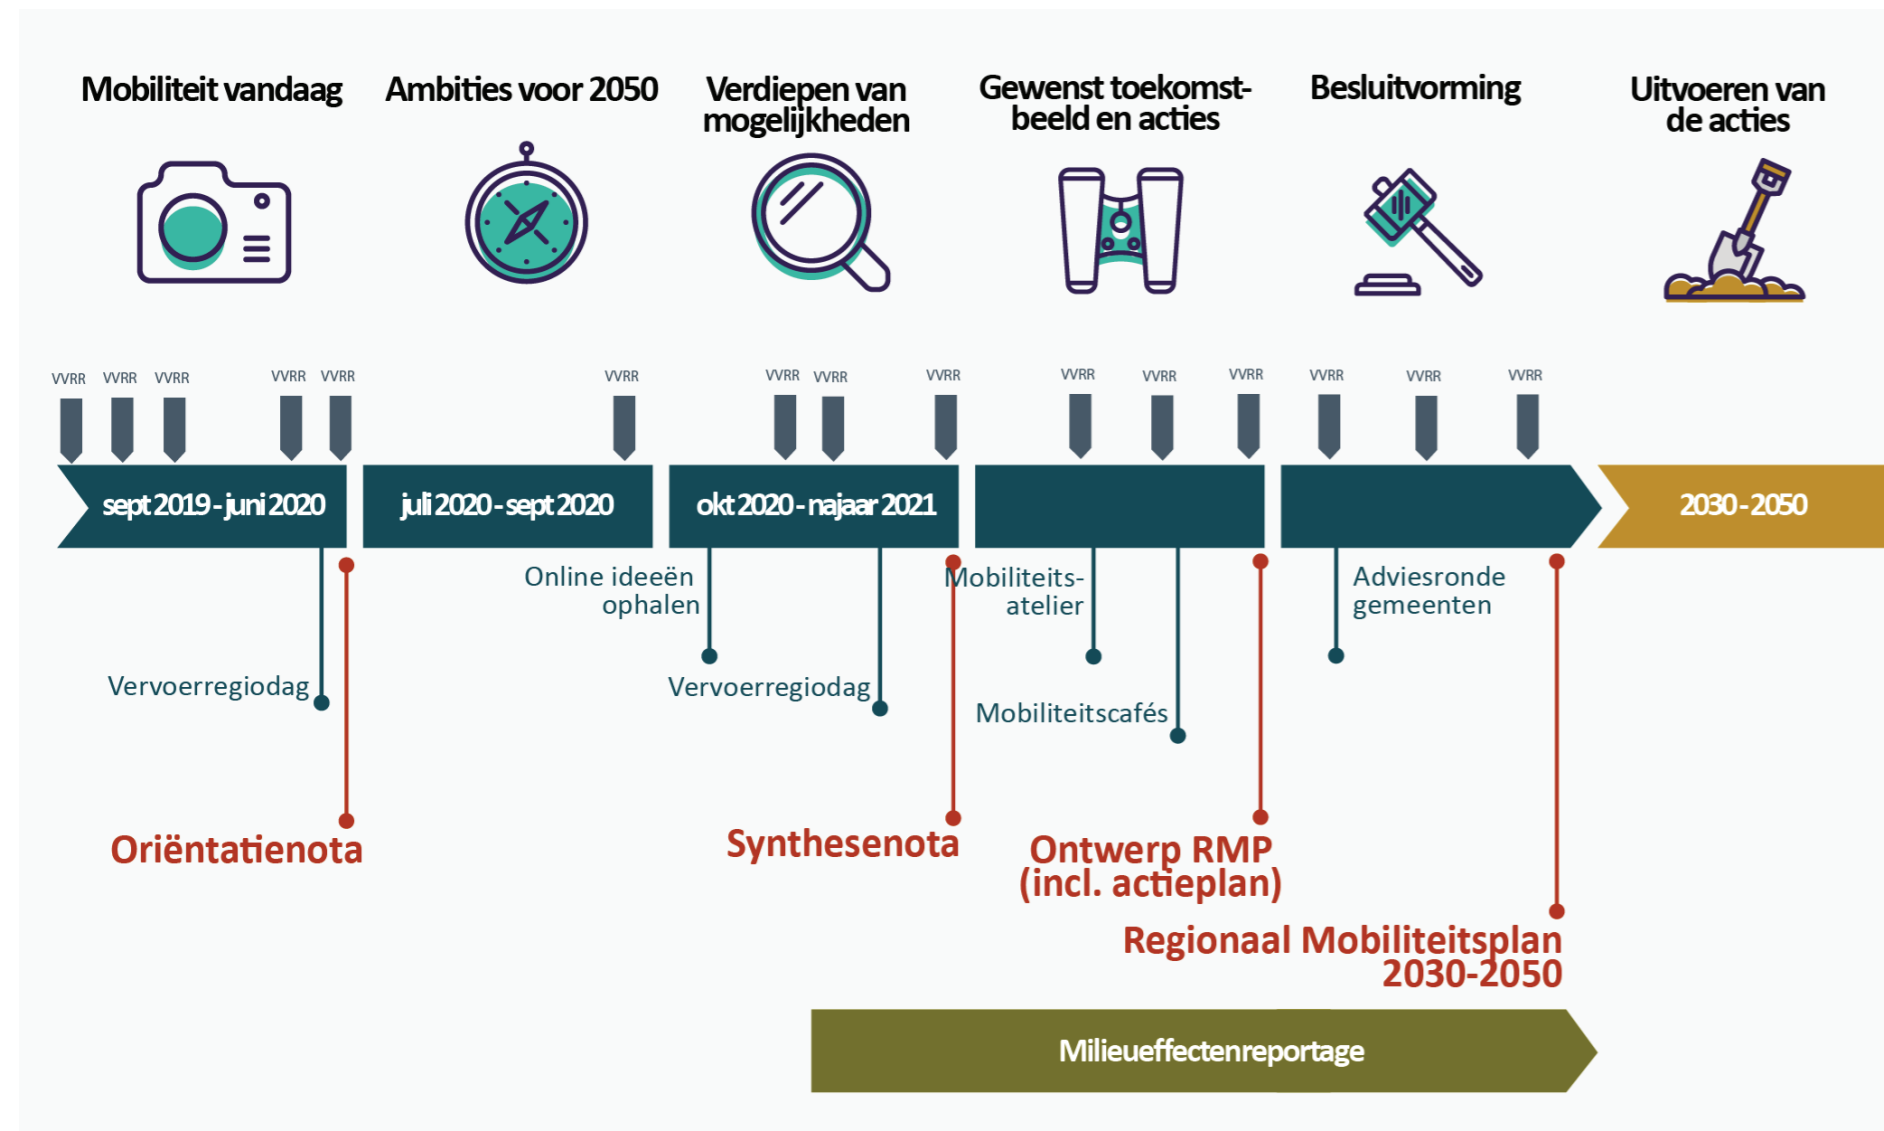 Mobiliteit vandaag
Ambities voor 2050
Verdiepen van
mogelijkheden
Gewenst toekomst-
beeld en acties
Besluitvorming
Uitvoeren van
de acties
VVRR VVRR VVRR VVRR VVRR VVRR VVRR VVRR VVRR VVRR VVRR VVRR VVRR VVRR VVRR
sept 2019 - juni 2020
juli 2020 - sept 2020
okt 2020 - najaar 2021
2030 - 2050
Online ideeën
ophalen
Mobiliteits-
atelier
Adviesronde
gemeenten
Vervoerregiodag
Vervoerregiodag
Mobiliteitscafés
Oriëntatienota
Synthesenota
Ontwerp RMP
(incl. actieplan)
Regionaal Mobiliteitsplan
2030-2050
Milieueffectenreportage